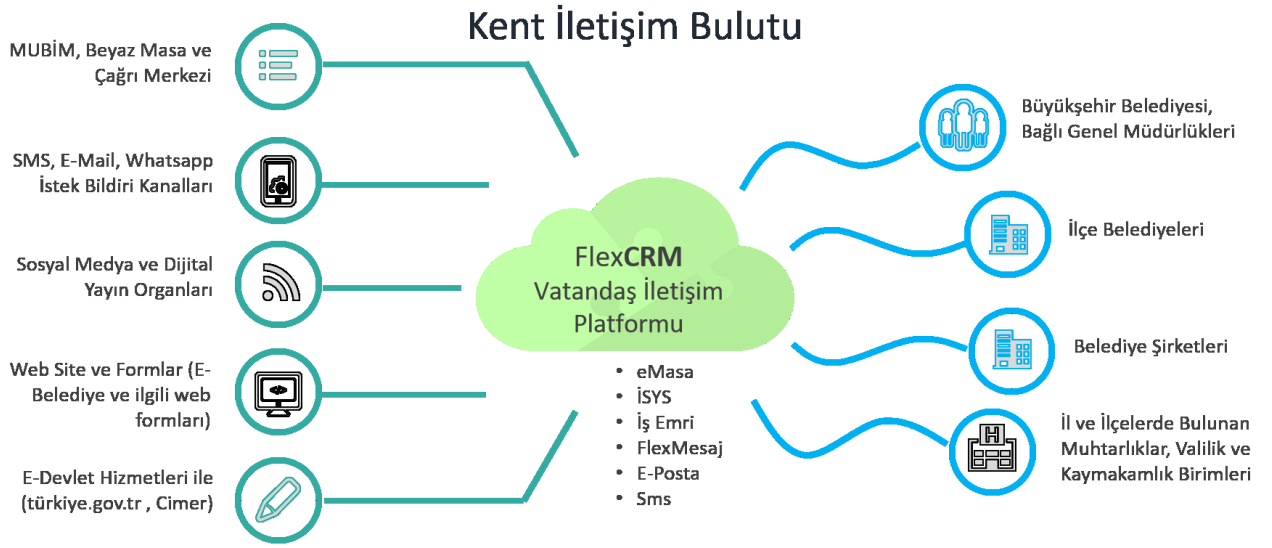 Kent İletişim Bulutu
MUBİM, Beyaz Masa ve
Çağrı Merkezi
SMS, E-Mail, Whatsapp
İstek Bildiri Kanalları
Sosyal Medya ve Dijital
Yayın Organları
Web Site ve Formlar (E-
Belediye ve ilgili web
formları)
E-Devlet Hizmetleri ile
(türkiye.gov.tr , Cimer)
FlexCRM
Vatandaş İletişim
Platformu
• eMasa
• İSYS
• İş Emri
• FlexMesaj
• E-Posta
• Sms
Büyükşehir Belediyesi,
Bağlı Genel Müdürlükleri
İlçe Belediyeleri
Belediye Şirketleri
H
İl ve İlçelerde Bulunan
Muhtarlıklar, Valilik ve
Kaymakamlık Birimleri